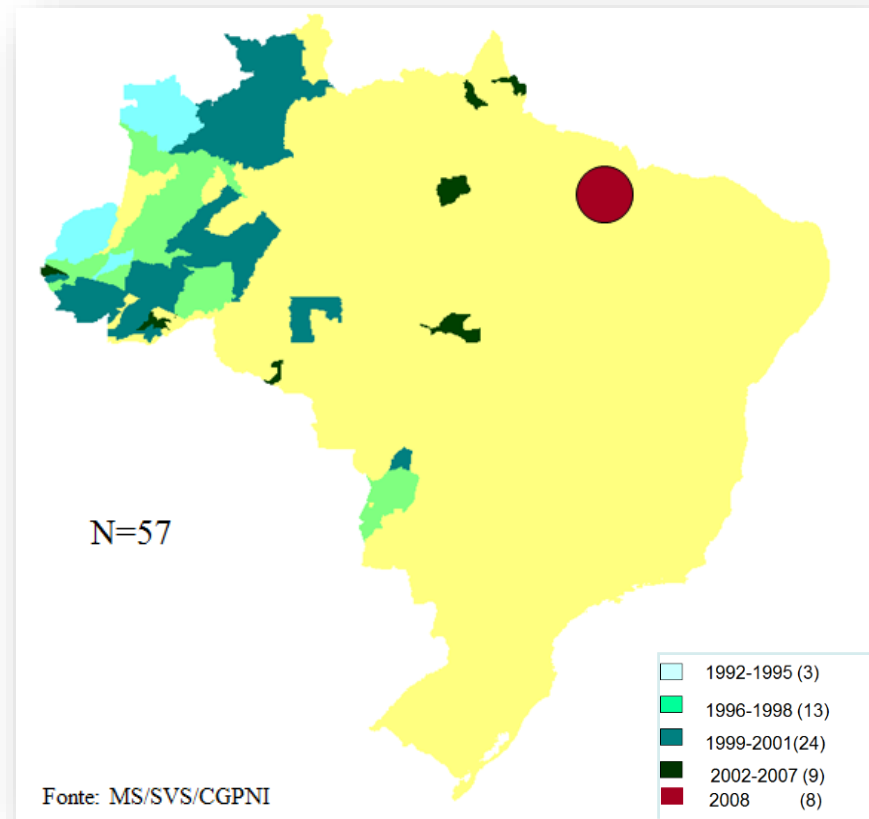 N=57
1992-1995 (3)
1996-1998 (13)
1999-2001(24)
2002-2007 (9)
2008 (8)
Fonte: MS/SVS/CGPNI